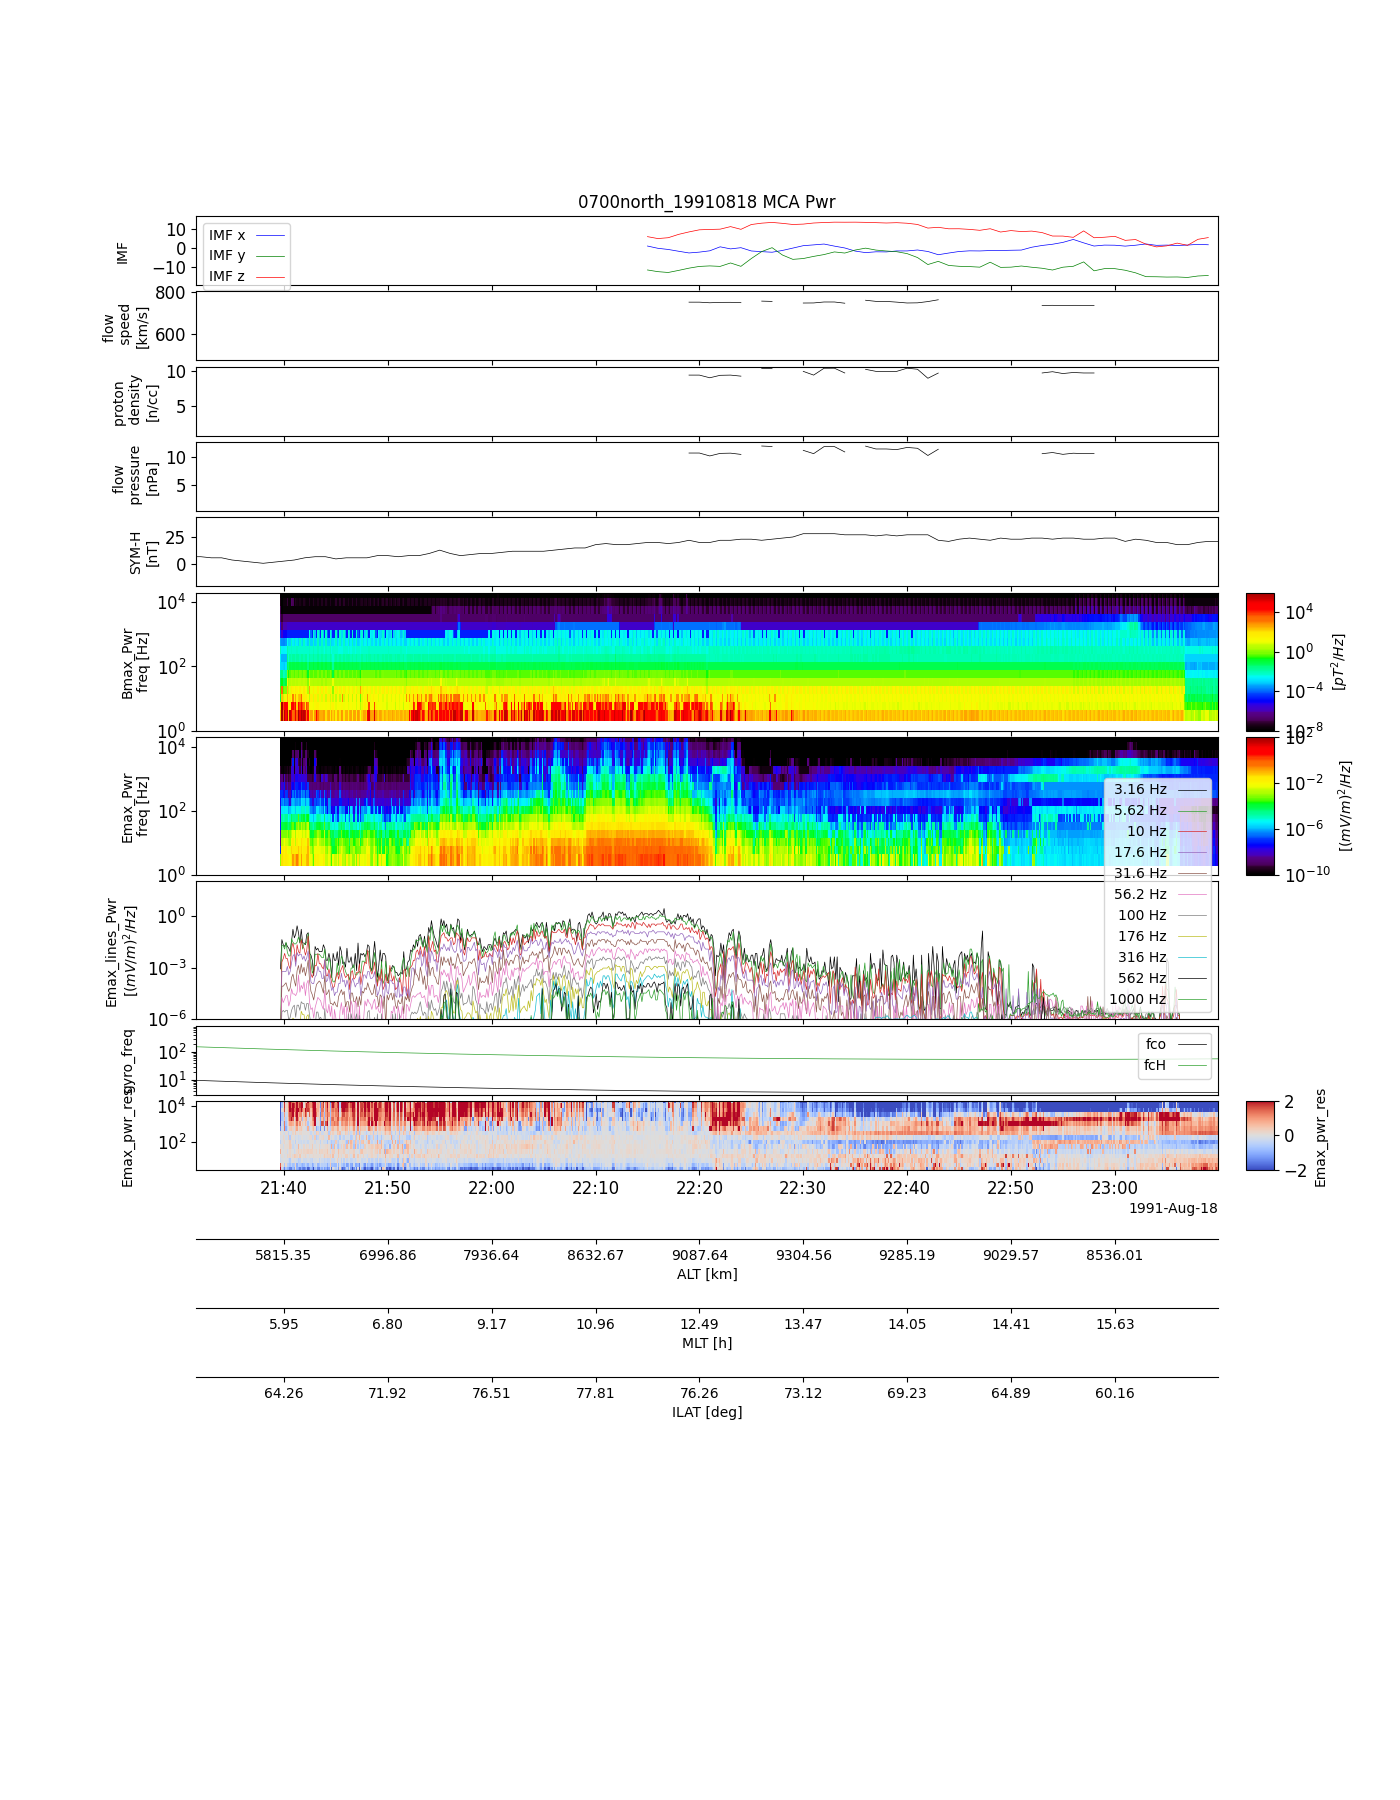 0700north_19910818 MCA Pwr
IMF
10
0
−10
IMF x
IMF y
IMF z
flow speed [km/s]
800
600
proton density [n/cc]
10
5
flow pressure [nPa]
10
5
SYM-H [nT]
25
0
Bmax_Pwr freq [Hz]
10^4
10^2
10^0
10^4
10^0
10^-4
10^-8
[pT^2/Hz]
Emax_Pwr freq [Hz]
10^4
10^2
10^0
10^2
10^-2
10^-6
10^-10
[(mV/m)^2/Hz]
3.16 Hz
5.62 Hz
10 Hz
17.6 Hz
31.6 Hz
56.2 Hz
100 Hz
176 Hz
316 Hz
562 Hz
1000 Hz
Emax_lines_Pwr [(mV/m)^2/Hz]
10^0
10^-3
10^-6
gyro_freq
10^2
10^1
fco
fcH
Emax_pwr_res
10^4
10^2
2
0
−2
Emax_pwr_res
21:40 21:50 22:00 22:10 22:20 22:30 22:40 22:50 23:00
1991-Aug-18
5815.35 6996.86 7936.64 8632.67 9087.64 9304.56 9285.19 9029.57 8536.01
ALT [km]
5.95 6.80 9.17 10.96 12.49 13.47 14.05 14.41 15.63
MLT [h]
64.26 71.92 76.51 77.81 76.26 73.12 69.23 64.89 60.16
ILAT [deg]